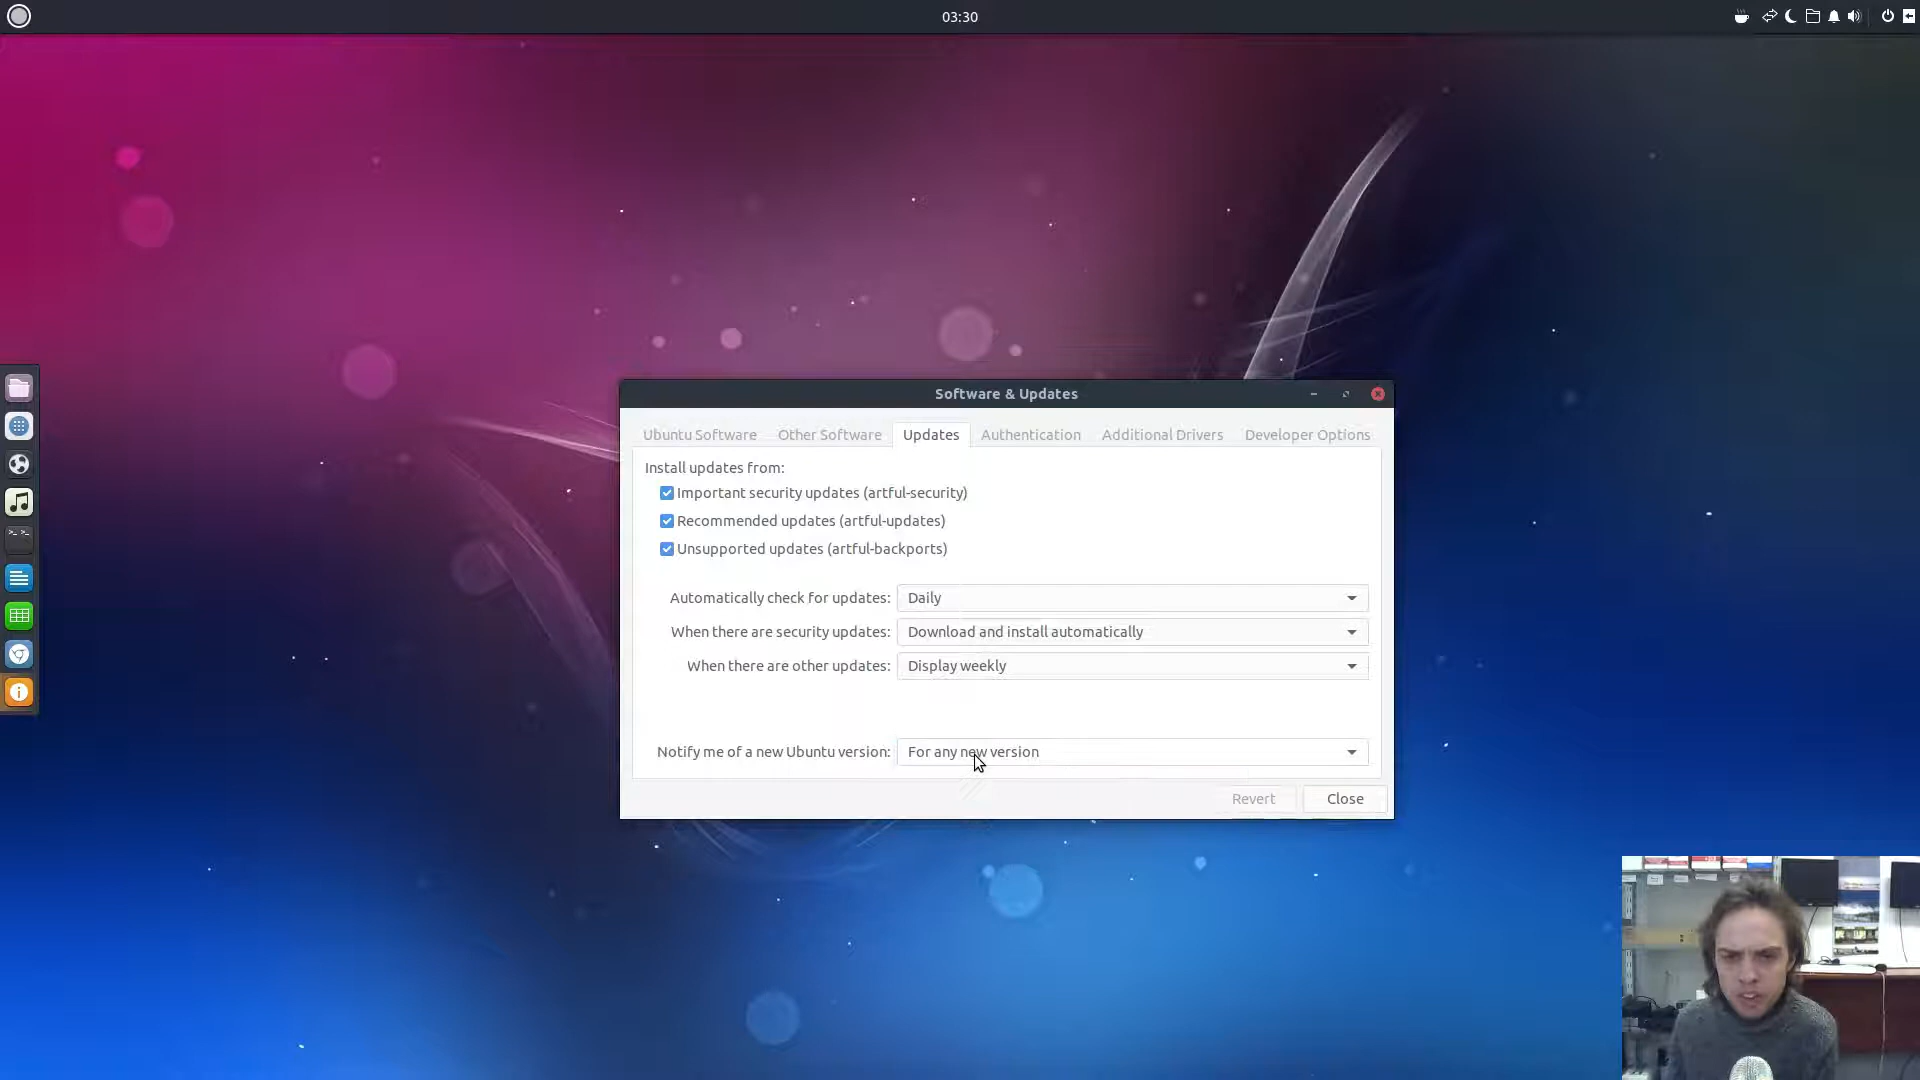 03:30
Software & Updates
Ubuntu Software
Other Software
Updates
Authentication
Additional Drivers
Developer Options
Install updates from:
Important security updates (artful-security)
Recommended updates (artful-updates)
Unsupported updates (artful-backports)
Automatically check for updates: Daily
When there are security updates: Download and install automatically
When there are other updates: Display weekly
Notify me of a new Ubuntu version: For any new version
Revert
Close